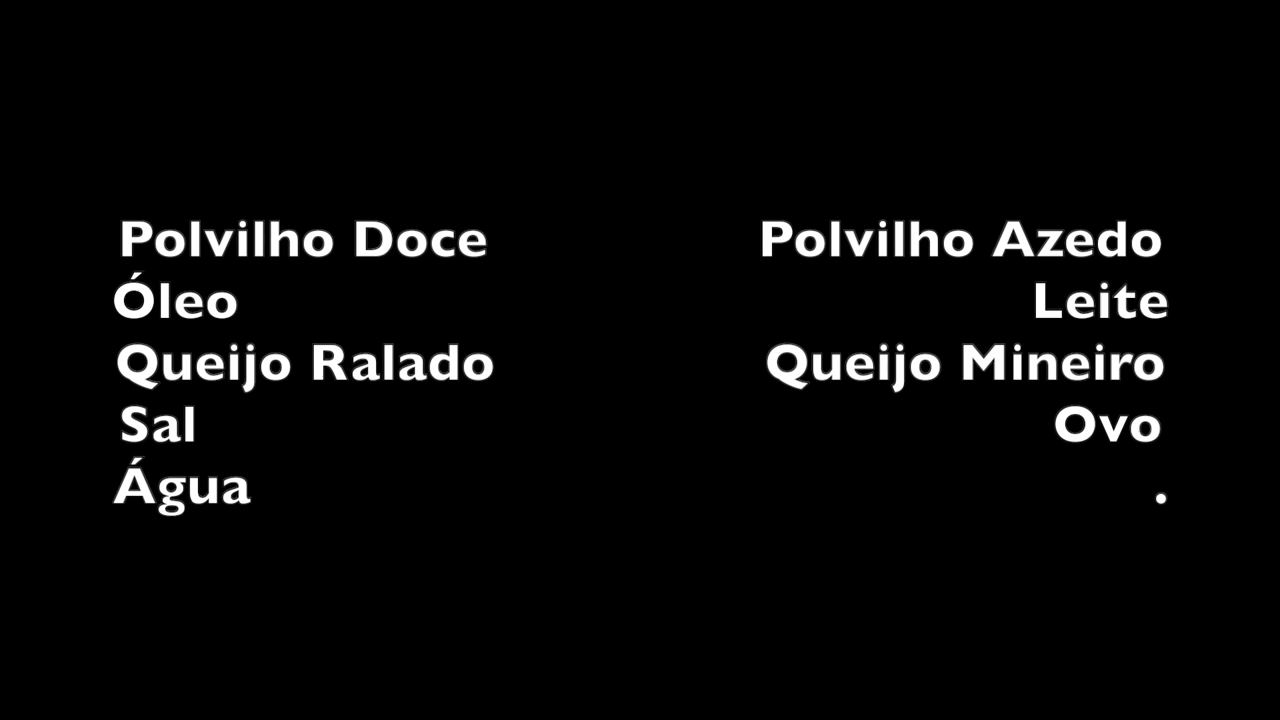 Polvilho Doce Polvilho Azedo
Óleo Leite
Queijo Ralado Queijo Mineiro
Sal Ovo
Água .